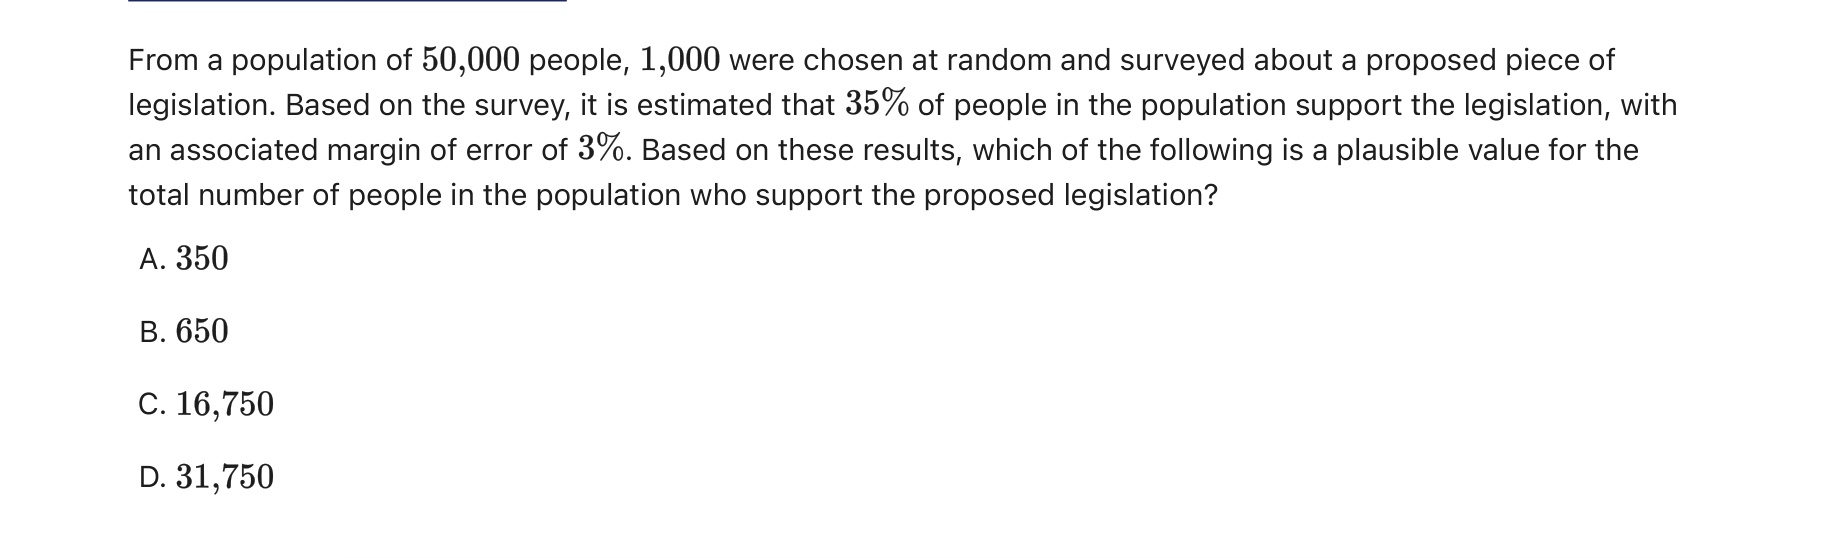 From a population of 50,000 people, 1,000 were chosen at random and surveyed about a proposed piece of
legislation. Based on the survey, it is estimated that 35% of people in the population support the legislation, with
an associated margin of error of 3%. Based on these results, which of the following is a plausible value for the
total number of people in the population who support the proposed legislation?
A. 350
B. 650
C. 16,750
D. 31,750